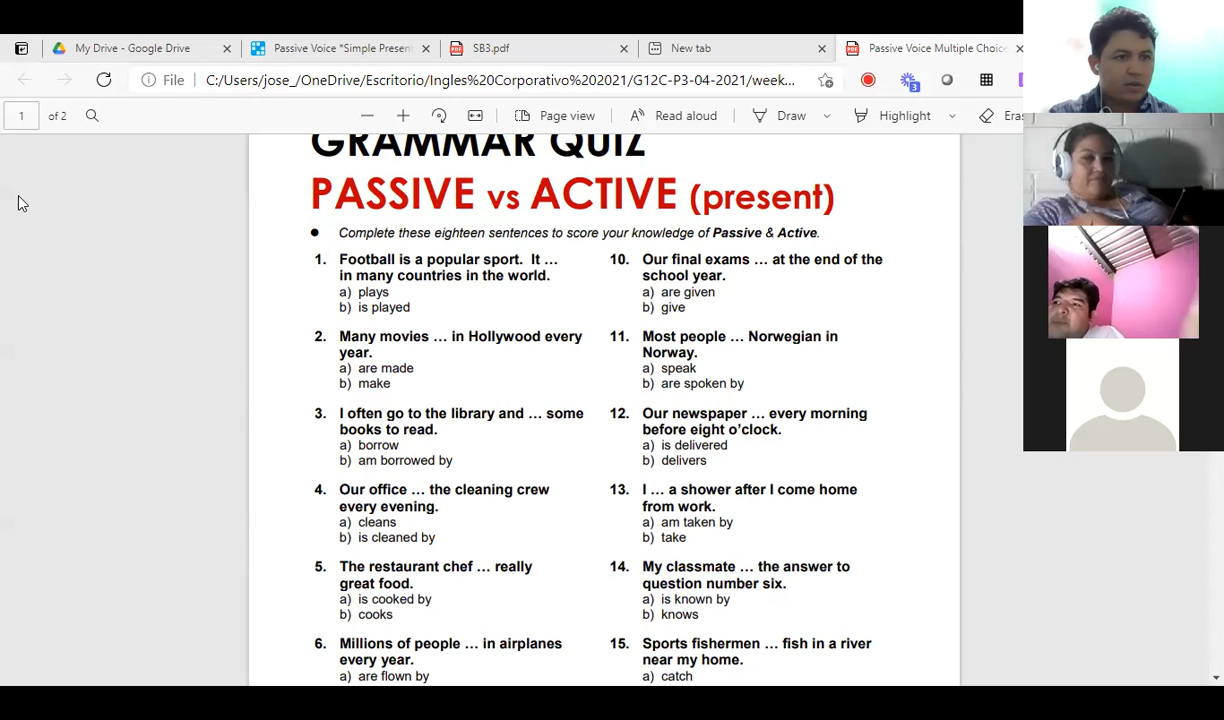 My Drive - Google Drive
Passive Voice *Simple Presen
SB3.pdf
New tab
Passive Voice Multiple Choice
File
C:/Users/jose_/OneDrive/Escritorio/Ingles%20Corporativo%202021/G12C-P3-04-2021/week...
3
1 of 2
Page view
Read aloud
Draw
Highlight
Eras
GRAMMAR QUIZ
PASSIVE vs ACTIVE (present)
● Complete these eighteen sentences to score your knowledge of Passive & Active.
1. Football is a popular sport. It …
in many countries in the world.
a) plays
b) is played
2. Many movies … in Hollywood every
year.
a) are made
b) make
3. I often go to the library and … some
books to read.
a) borrow
b) am borrowed by
4. Our office … the cleaning crew
every evening.
a) cleans
b) is cleaned by
5. The restaurant chef … really
great food.
a) is cooked by
b) cooks
6. Millions of people … in airplanes
every year.
a) are flown by
10. Our final exams … at the end of the
school year.
a) are given
b) give
11. Most people … Norwegian in
Norway.
a) speak
b) are spoken by
12. Our newspaper … every morning
before eight o’clock.
a) is delivered
b) delivers
13. I … a shower after I come home
from work.
a) am taken by
b) take
14. My classmate … the answer to
question number six.
a) is known by
b) knows
15. Sports fishermen … fish in a river
near my home.
a) catch